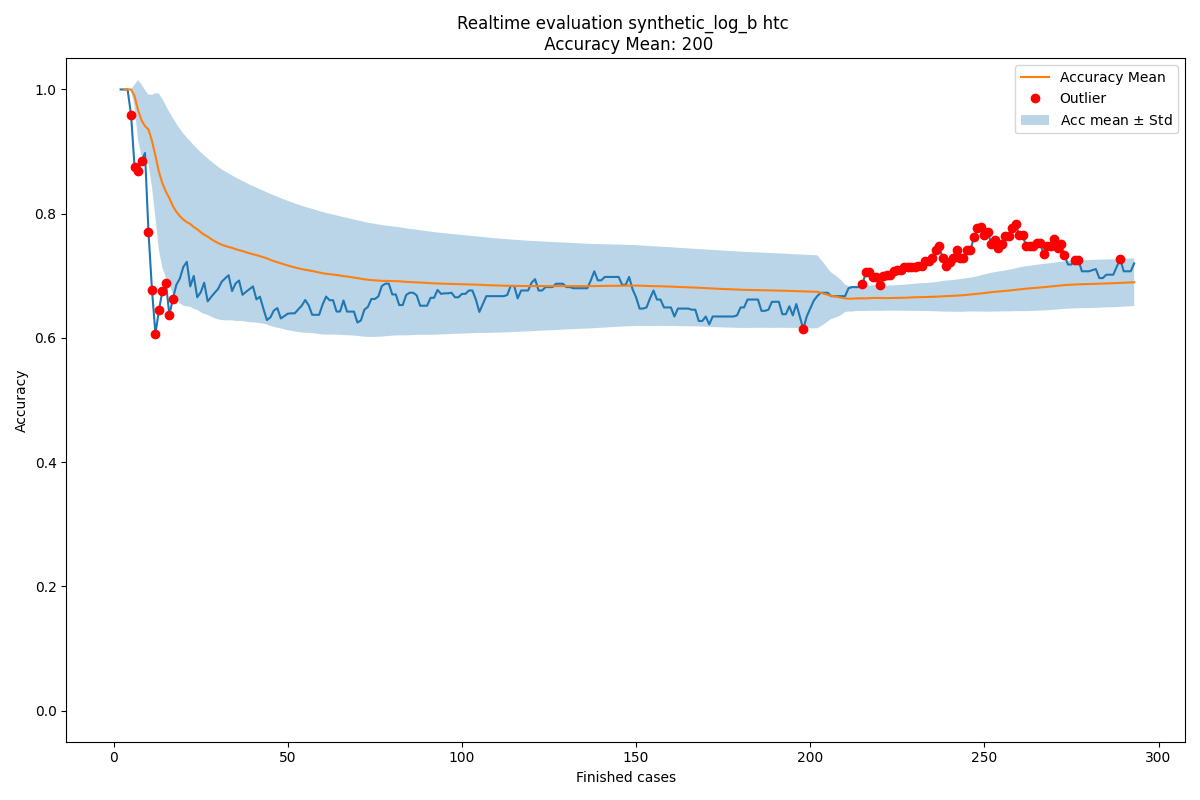 Realtime evaluation synthetic_log_b htc
Accuracy Mean: 200
Accuracy Mean
Outlier
Acc mean ± Std
1.0
0.8
0.6
0.4
0.2
0.0
Accuracy
0 50 100 150 200 250 300
Finished cases